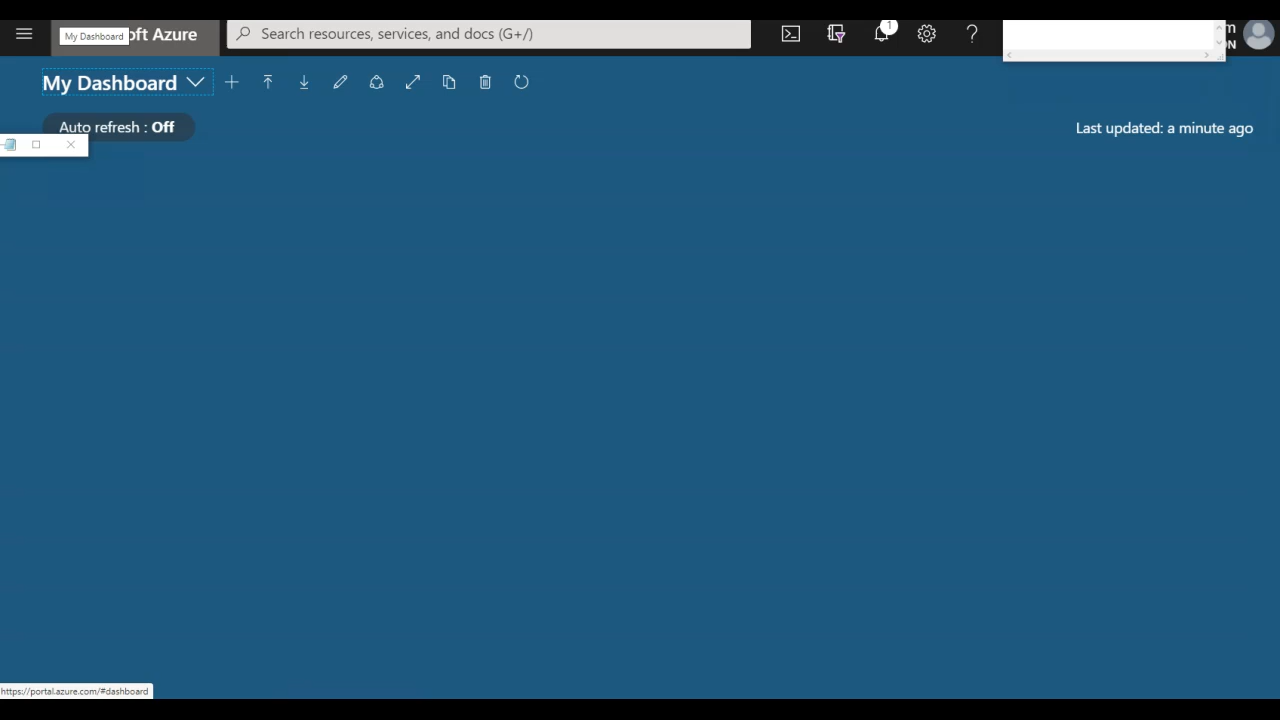 My Dashboard
oft Azure
Search resources, services, and docs (G+/)
1
m
ON
My Dashboard
Auto refresh : Off
Last updated: a minute ago
https://portal.azure.com/#dashboard